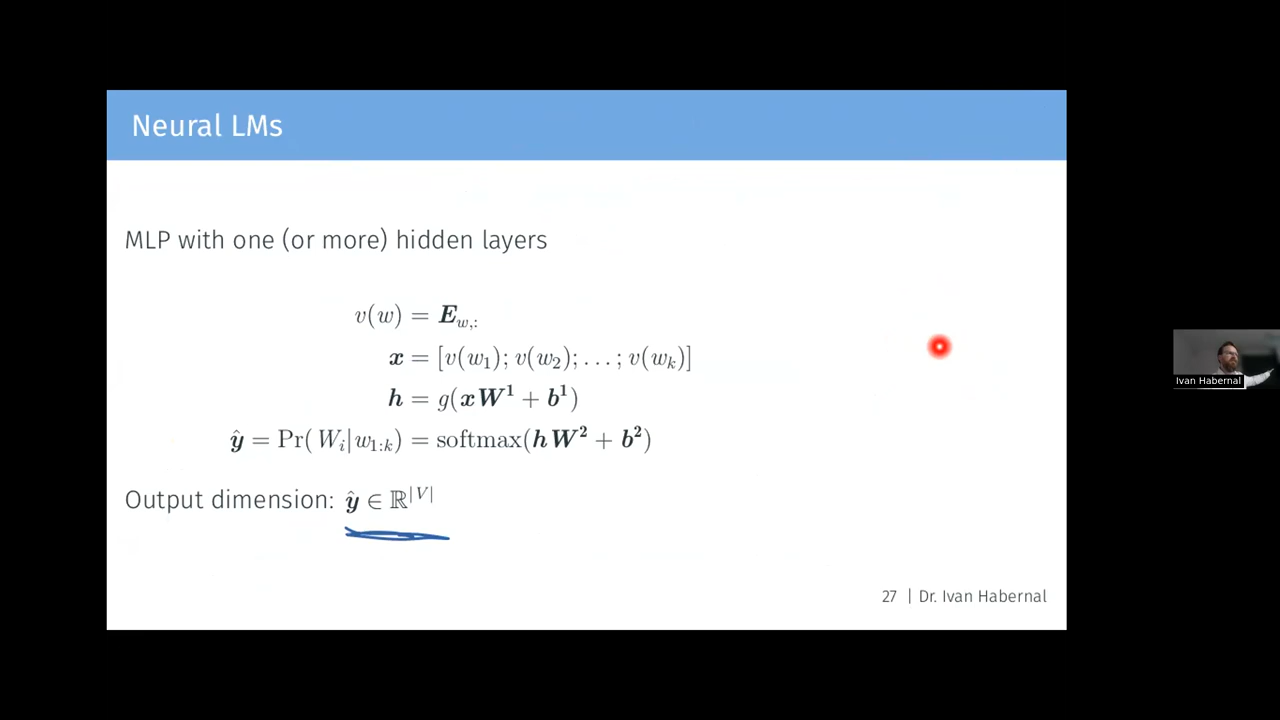 Neural LMs
MLP with one (or more) hidden layers
v(w) = E_{w,:}
x = [v(w_1); v(w_2); . . . ; v(w_k)]
h = g(xW^1 + b^1)
ŷ = Pr(W_i|w_{1:k}) = softmax(hW^2 + b^2)
Output dimension: ŷ ∈ ℝ^{|V|}
27 | Dr. Ivan Habernal
Ivan Habernal